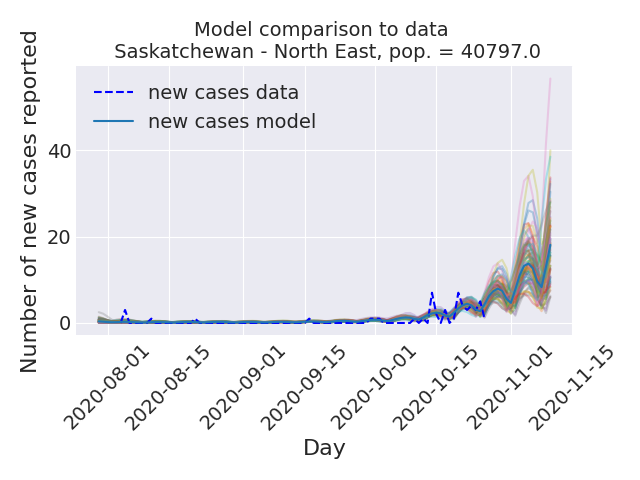 Model comparison to data
Saskatchewan - North East, pop. = 40797.0
Number of new cases reported
new cases data
new cases model
40
20
0
2020-08-01
2020-08-15
2020-09-01
2020-09-15
2020-10-01
2020-10-15
2020-11-01
2020-11-15
Day